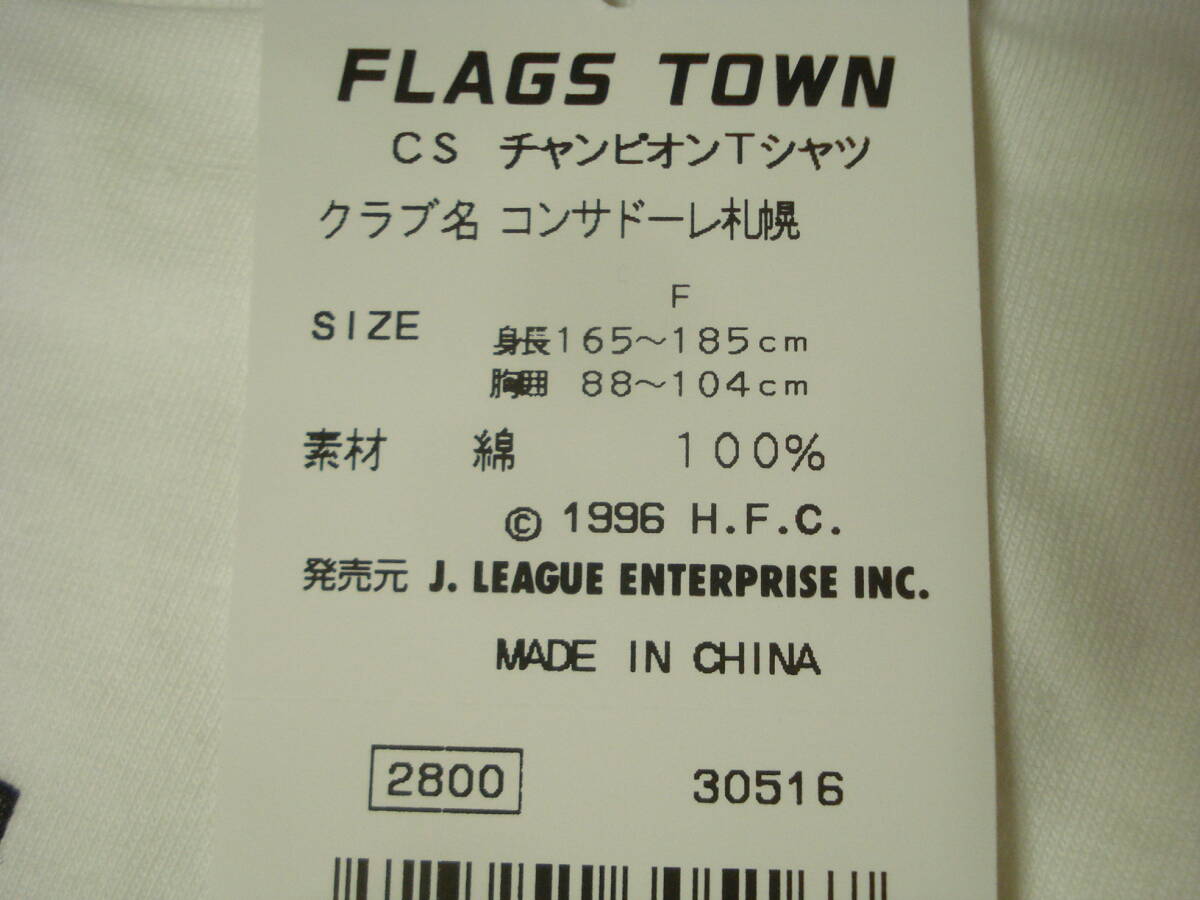 FLAGS TOWN
CS チャンピオンTシャツ
クラブ名 コンサドーレ札幌
F
SIZE 身長165～185cm
胸囲 88～104cm
素材 綿 100%
© 1996 H.F.C.
発売元 J. LEAGUE ENTERPRISE INC.
MADE IN CHINA
2800 30516